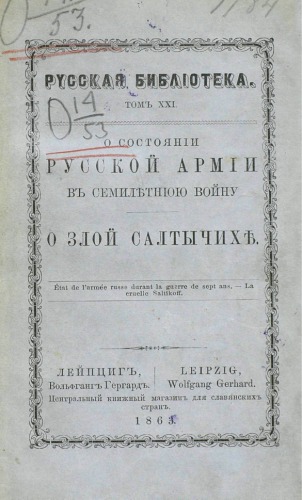 53.
РУССКАЯ БИБЛІОТЕКА.
ТОМЪ XXI.
14
53
О СОСТОЯНІИ
РУССКОЙ АРМІИ
ВЪ СЕМИЛѢТНЮЮ ВОЙНУ
О ЗЛОЙ САЛТЫЧИХѢ.
État de l'armée russe durant la guerre de sept ans. — La
cruelle Saltikoff.
ЛЕЙПЦИГЪ, LEIPZIG,
Вольфгангъ Гергардъ. Wolfgang Gerhard.
Центральный книжный магазинъ для славянскихъ
странъ.
1863.